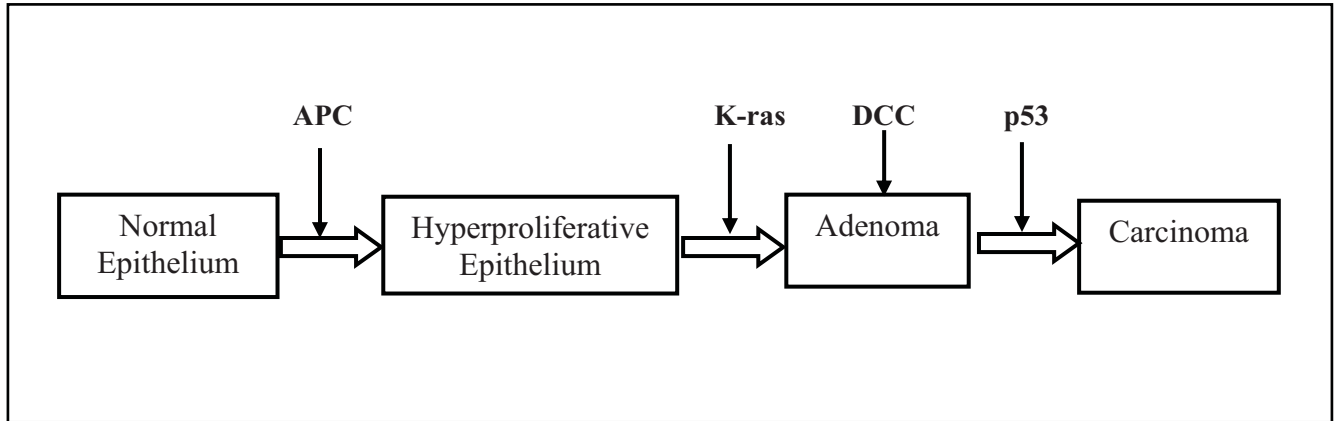 APC
K-ras
DCC
p53
Normal
Epithelium
Hyperproliferative
Epithelium
Adenoma
Carcinoma